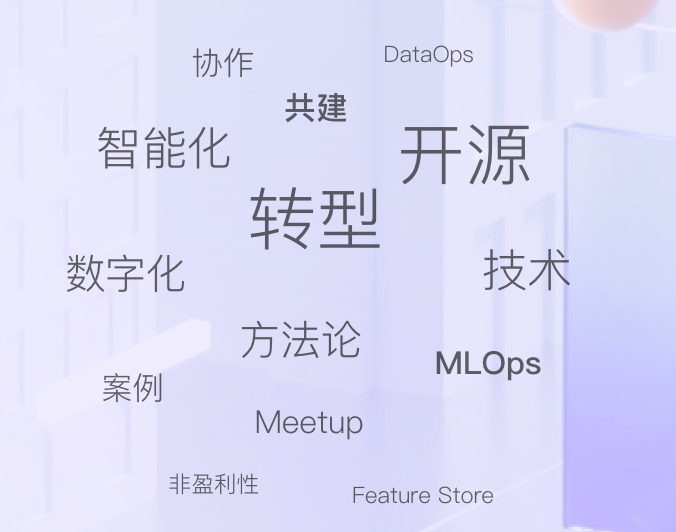 协作
DataOps
共建
智能化
开源
转型
数字化
技术
方法论
MLOps
案例
Meetup
非盈利性
Feature Store